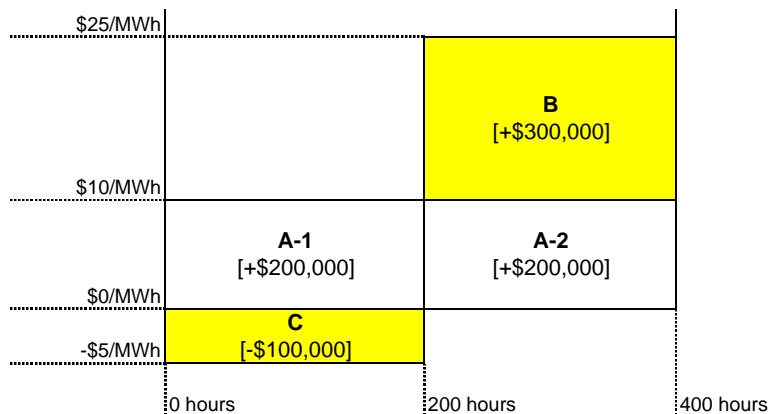 $25/MWh
B
[+$300,000]
$10/MWh
A-1
[+$200,000]
A-2
[+$200,000]
$0/MWh
C
[-$100,000]
-$5/MWh
0 hours
200 hours
400 hours